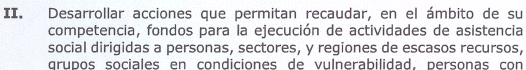 II. Desarrollar acciones que permitan recaudar, en el ámbito de su
competencia, fondos para la ejecución de actividades de asistencia
social dirigidas a personas, sectores, y regiones de escasos recursos,
grupos sociales en condiciones de vulnerabilidad, personas con